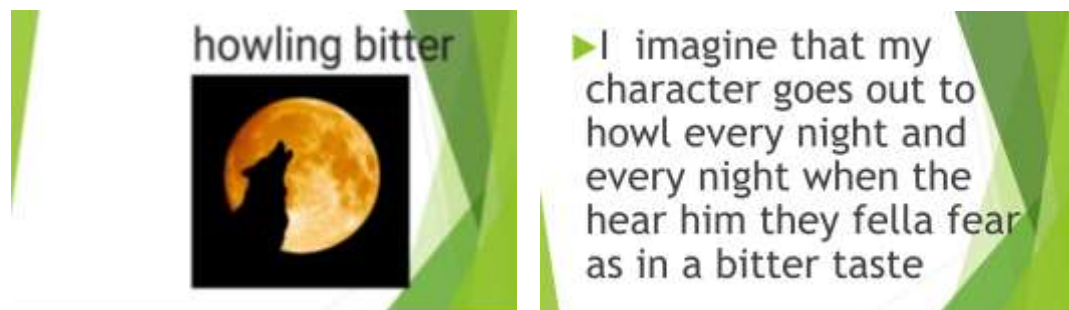 howling bitter
I imagine that my
character goes out to
howl every night and
every night when the
hear him they fella fear
as in a bitter taste